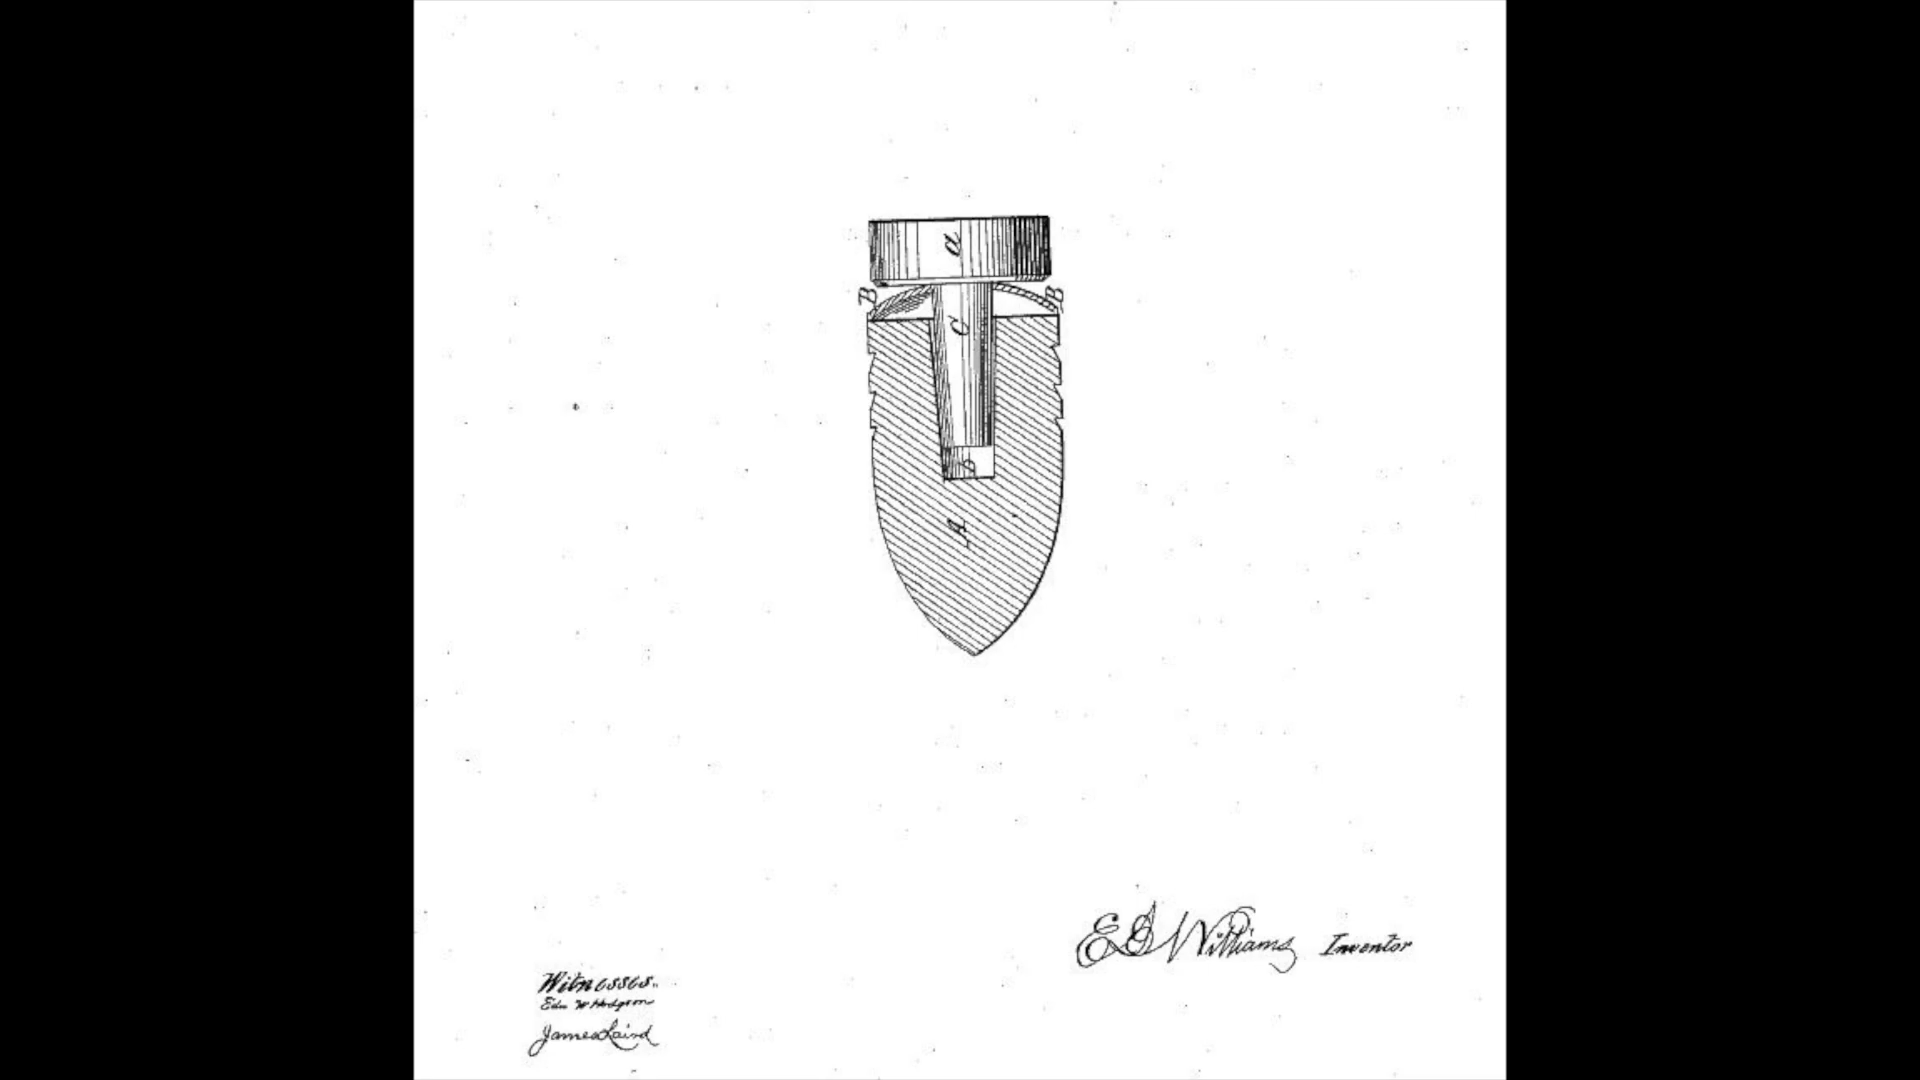 a
B B
C
b
A
E D Williams Inventor
Witnesses.
Edw W Hodgson
James Laird